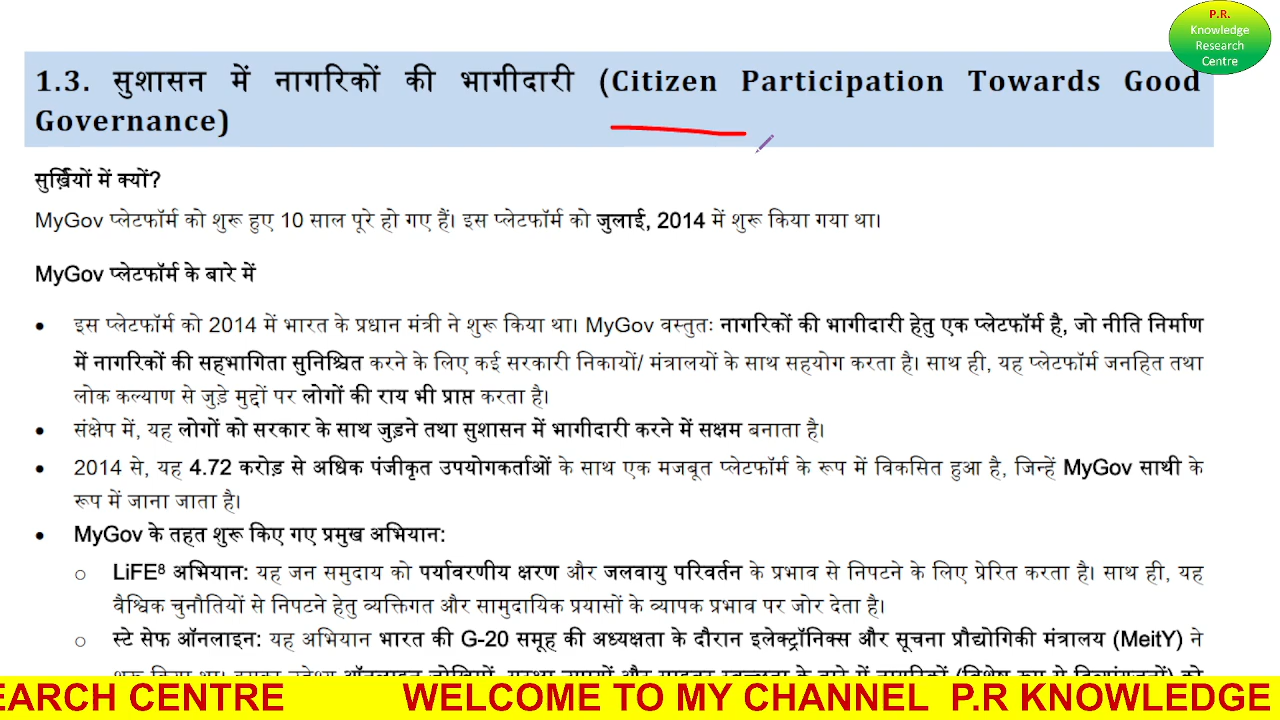 P.R.
Knowledge
Research
Centre
1.3. सुशासन में नागरिकों की भागीदारी (Citizen Participation Towards Good
Governance)
सुर्ख़ियों में क्यों?
MyGov प्लेटफॉर्म को शुरू हुए 10 साल पूरे हो गए हैं। इस प्लेटफॉर्म को जुलाई, 2014 में शुरू किया गया था।
MyGov प्लेटफॉर्म के बारे में
• इस प्लेटफॉर्म को 2014 में भारत के प्रधान मंत्री ने शुरू किया था। MyGov वस्तुतः नागरिकों की भागीदारी हेतु एक प्लेटफॉर्म है, जो नीति निर्माण
में नागरिकों की सहभागिता सुनिश्चित करने के लिए कई सरकारी निकायों/ मंत्रालयों के साथ सहयोग करता है। साथ ही, यह प्लेटफॉर्म जनहित तथा
लोक कल्याण से जुड़े मुद्दों पर लोगों की राय भी प्राप्त करता है।
• संक्षेप में, यह लोगों को सरकार के साथ जुड़ने तथा सुशासन में भागीदारी करने में सक्षम बनाता है।
• 2014 से, यह 4.72 करोड़ से अधिक पंजीकृत उपयोगकर्ताओं के साथ एक मजबूत प्लेटफॉर्म के रूप में विकसित हुआ है, जिन्हें MyGov साथी के
रूप में जाना जाता है।
• MyGov के तहत शुरू किए गए प्रमुख अभियान:
○ LiFE⁸ अभियान: यह जन समुदाय को पर्यावरणीय क्षरण और जलवायु परिवर्तन के प्रभाव से निपटने के लिए प्रेरित करता है। साथ ही, यह
वैश्विक चुनौतियों से निपटने हेतु व्यक्तिगत और सामुदायिक प्रयासों के व्यापक प्रभाव पर जोर देता है।
○ स्टे सेफ ऑनलाइन: यह अभियान भारत की G-20 समूह की अध्यक्षता के दौरान इलेक्ट्रॉनिक्स और सूचना प्रौद्योगिकी मंत्रालय (MeitY) ने
EARCH CENTRE WELCOME TO MY CHANNEL P.R KNOWLEDGE